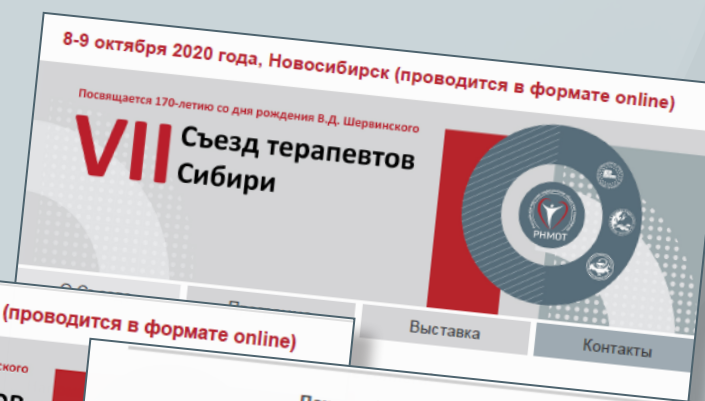 8-9 октября 2020 года, Новосибирск (проводится в формате online)
Посвящается 170-летию со дня рождения В.Д. Шервинского
VII Съезд терапевтов
Сибири
РНМОТ
Выставка
Контакты
(проводится в формате online)